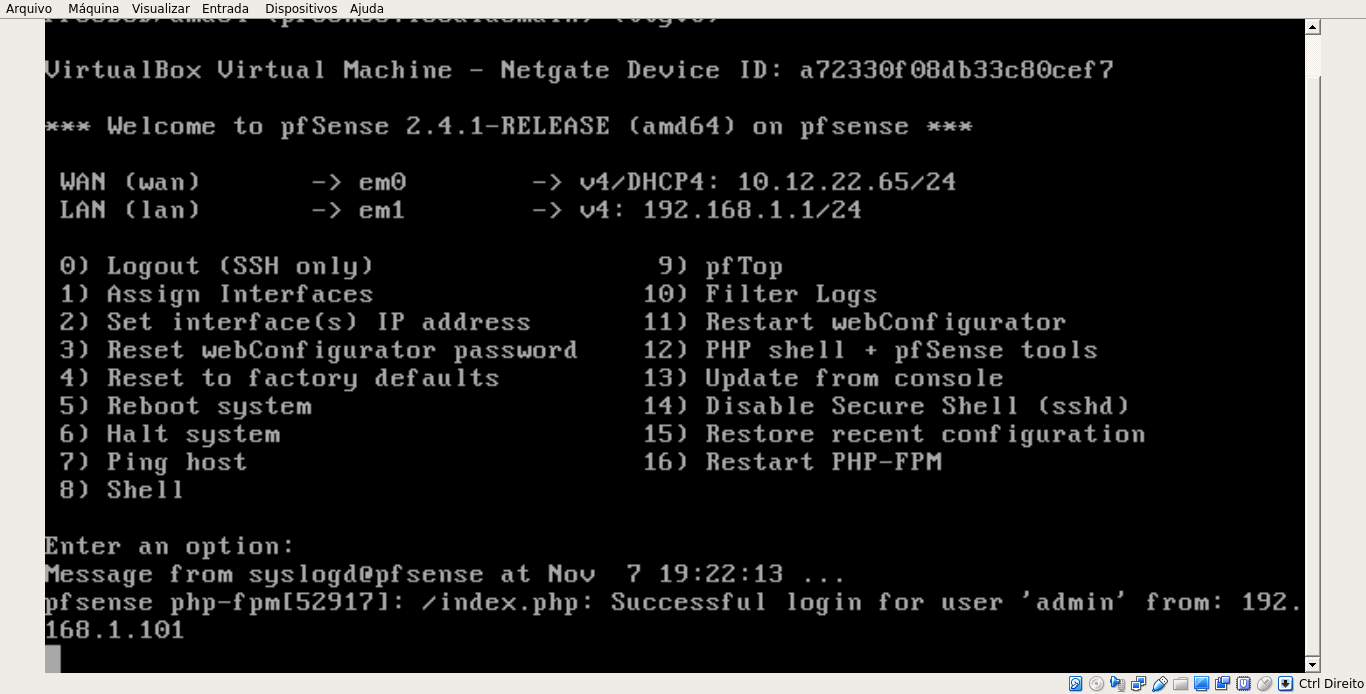 Arquivo Máquina Visualizar Entrada Dispositivos Ajuda
VirtualBox Virtual Machine - Netgate Device ID: a72330f08db33c80cef7
*** Welcome to pfSense 2.4.1-RELEASE (amd64) on pfsense ***
WAN (wan) -> em0 -> v4/DHCP4: 10.12.22.65/24
LAN (lan) -> em1 -> v4: 192.168.1.1/24
0) Logout (SSH only) 9) pfTop
1) Assign Interfaces 10) Filter Logs
2) Set interface(s) IP address 11) Restart webConfigurator
3) Reset webConfigurator password 12) PHP shell + pfSense tools
4) Reset to factory defaults 13) Update from console
5) Reboot system 14) Disable Secure Shell (sshd)
6) Halt system 15) Restore recent configuration
7) Ping host 16) Restart PHP-FPM
8) Shell
Enter an option:
Message from syslogd@pfsense at Nov 7 19:22:13 ...
pfsense php-fpm[52917]: /index.php: Successful login for user 'admin' from: 192.
168.1.101
Ctrl Direito